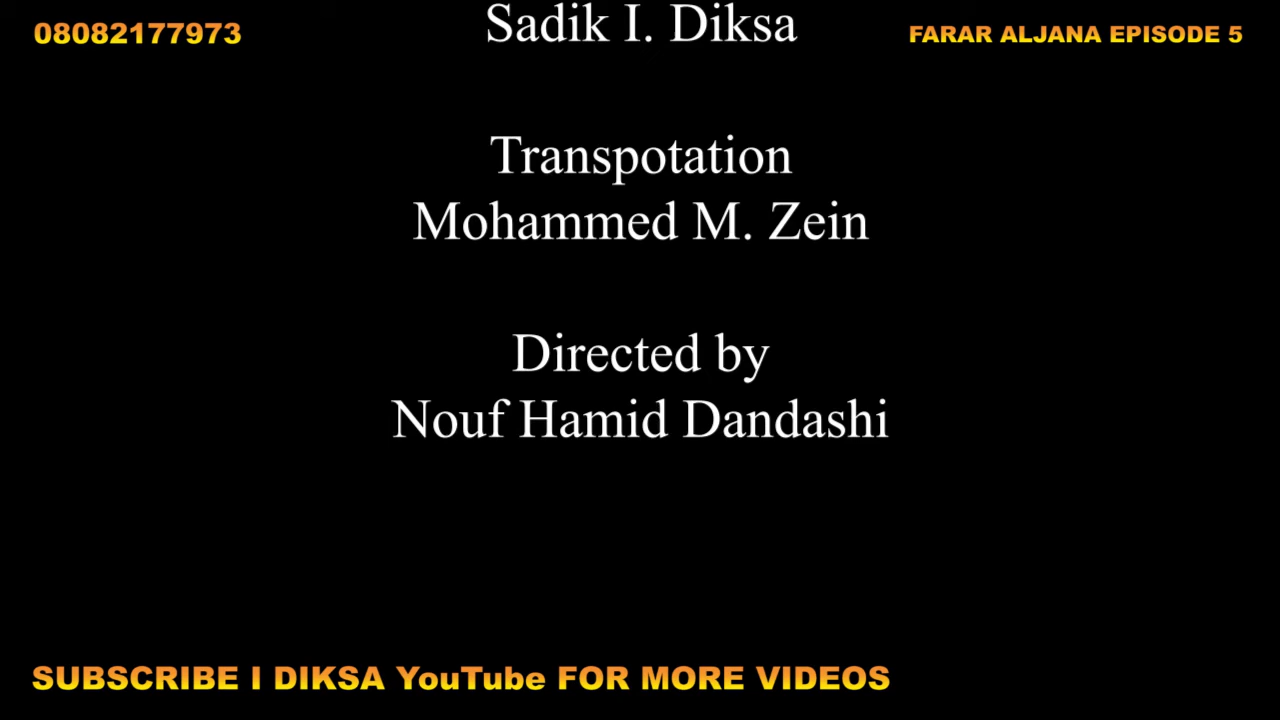 08082177973
Sadik I. Diksa
FARAR ALJANA EPISODE 5
Transpotation
Mohammed M. Zein
Directed by
Nouf Hamid Dandashi
SUBSCRIBE I DIKSA YouTube FOR MORE VIDEOS